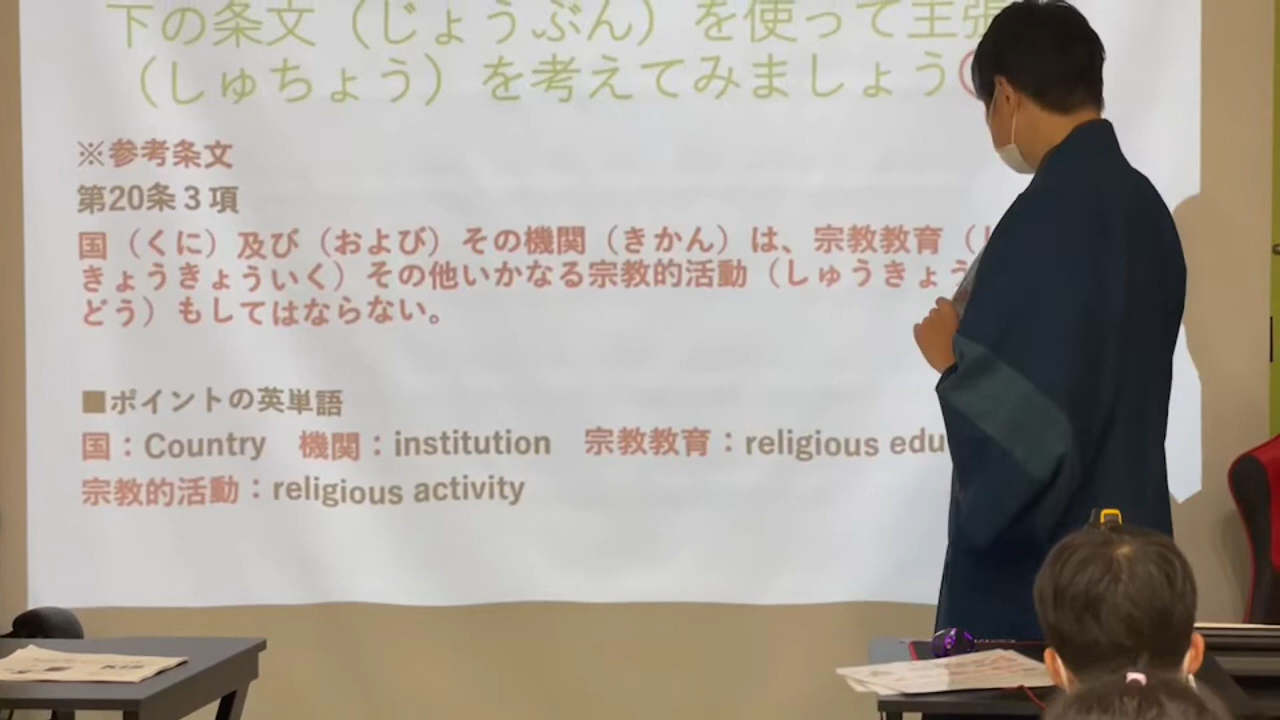 下の条文（じょうぶん）を使って主張
（しゅちょう）を考えてみましょう
※参考条文
第20条３項
国（くに）及び（および）その機関（きかん）は、宗教教育（し
きょうきょういく）その他いかなる宗教的活動（しゅうきょう
どう）もしてはならない。
■ポイントの英単語
国：Country 機関：institution 宗教教育：religious edu
宗教的活動：religious activity